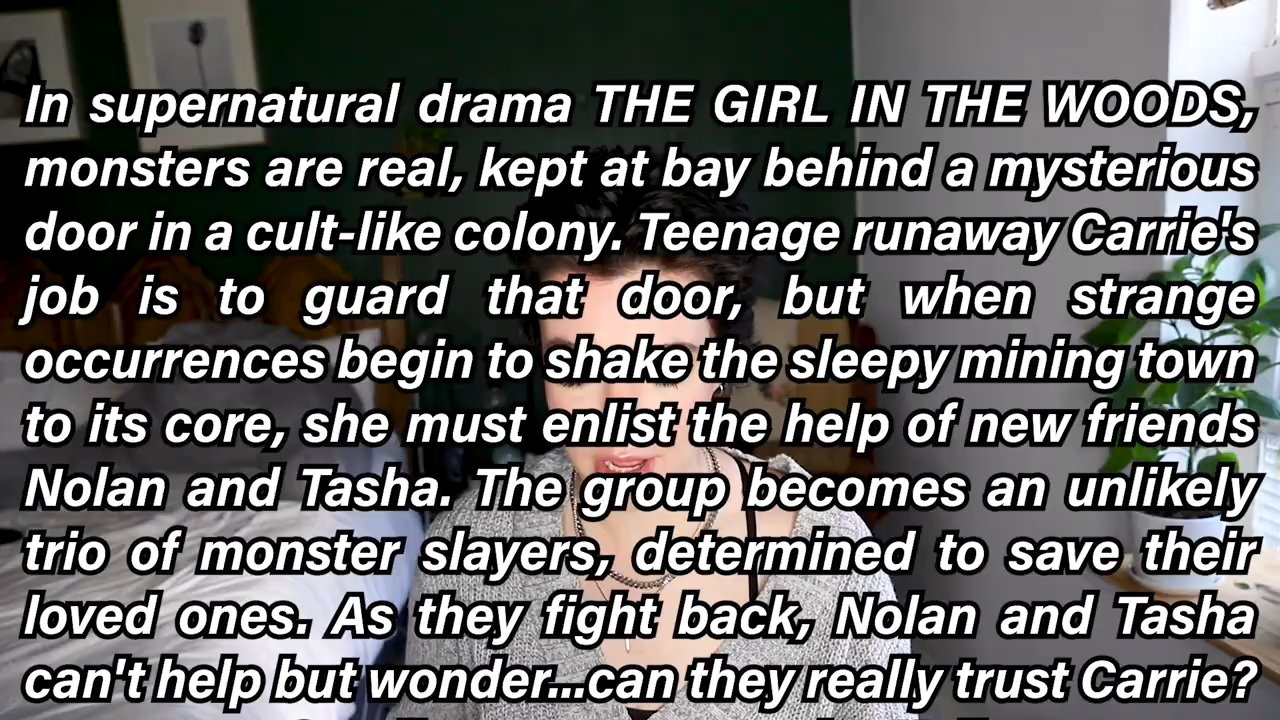 In supernatural drama THE GIRL IN THE WOODS,
monsters are real, kept at bay behind a mysterious
door in a cult-like colony. Teenage runaway Carrie's
job is to guard that door, but when strange
occurrences begin to shake the sleepy mining town
to its core, she must enlist the help of new friends
Nolan and Tasha. The group becomes an unlikely
trio of monster slayers, determined to save their
loved ones. As they fight back, Nolan and Tasha
can't help but wonder...can they really trust Carrie?